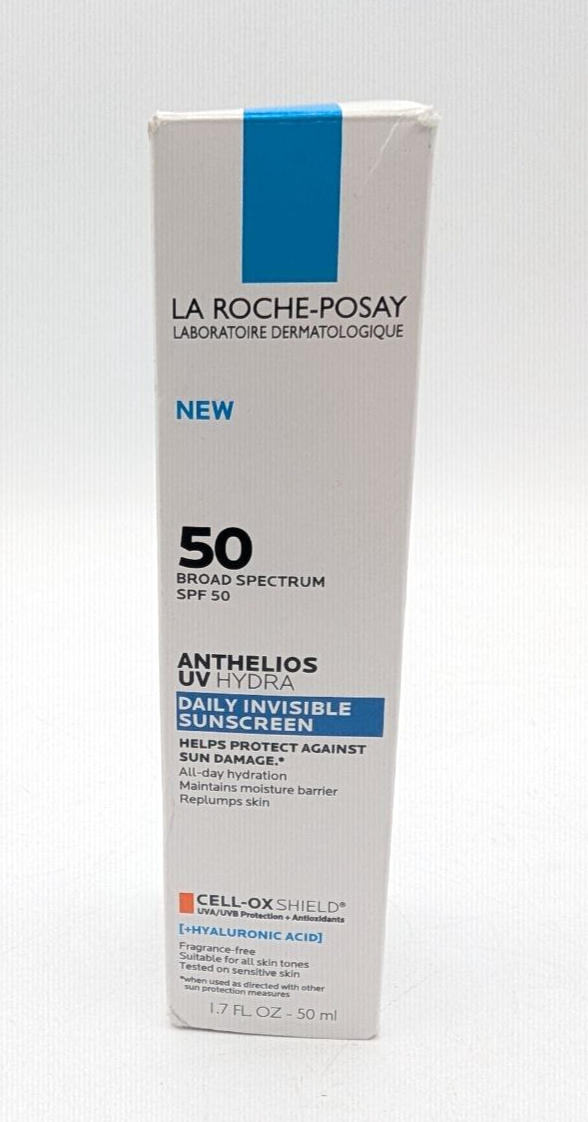 LA ROCHE-POSAY
LABORATOIRE DERMATOLOGIQUE
NEW
50
BROAD SPECTRUM
SPF 50
ANTHELIOS
UV HYDRA
DAILY INVISIBLE
SUNSCREEN
HELPS PROTECT AGAINST
SUN DAMAGE.*
All-day hydration
Maintains moisture barrier
Replumps skin
CELL-OX SHIELD®
UVA/UVB Protection + Antioxidants
[+HYALURONIC ACID]
Fragrance-free
Suitable for all skin tones
Tested on sensitive skin
*when used as directed with other
sun protection measures
1.7 FL. OZ - 50 ml